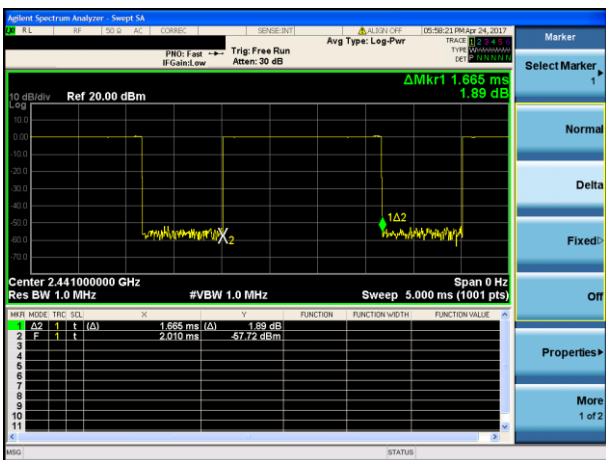 Agilent Spectrum Analyzer - Swept SA
RL RF 50 Ω AC CORREC SENSE:INT ALIGN OFF 05:58:21 PM Apr 24, 2017
Avg Type: Log-Pwr TRACE 1 2 3 4 5 6
PNO: Fast Trig: Free Run TYPE
IFGain:Low Atten: 30 dB DET P N N N N N
ΔMkr1 1.665 ms
10 dB/div Ref 20.00 dBm 1.89 dB
Log
10.0
0.00
-10.0
-20.0
-30.0
-40.0
-50.0
1Δ2
X2
-60.0
-70.0
Center 2.441000000 GHz Span 0 Hz
Res BW 1.0 MHz #VBW 1.0 MHz Sweep 5.000 ms (1001 pts)
MKR MODE TRC SCL X Y FUNCTION FUNCTION WIDTH FUNCTION VALUE
1 Δ2 1 t (Δ) 1.665 ms (Δ) 1.89 dB
2 F 1 t 2.010 ms -57.72 dBm
3
4
5
6
7
8
9
10
11
MSG STATUS
Marker
Select Marker
1
Normal
Delta
Fixed
Off
Properties
More
1 of 2